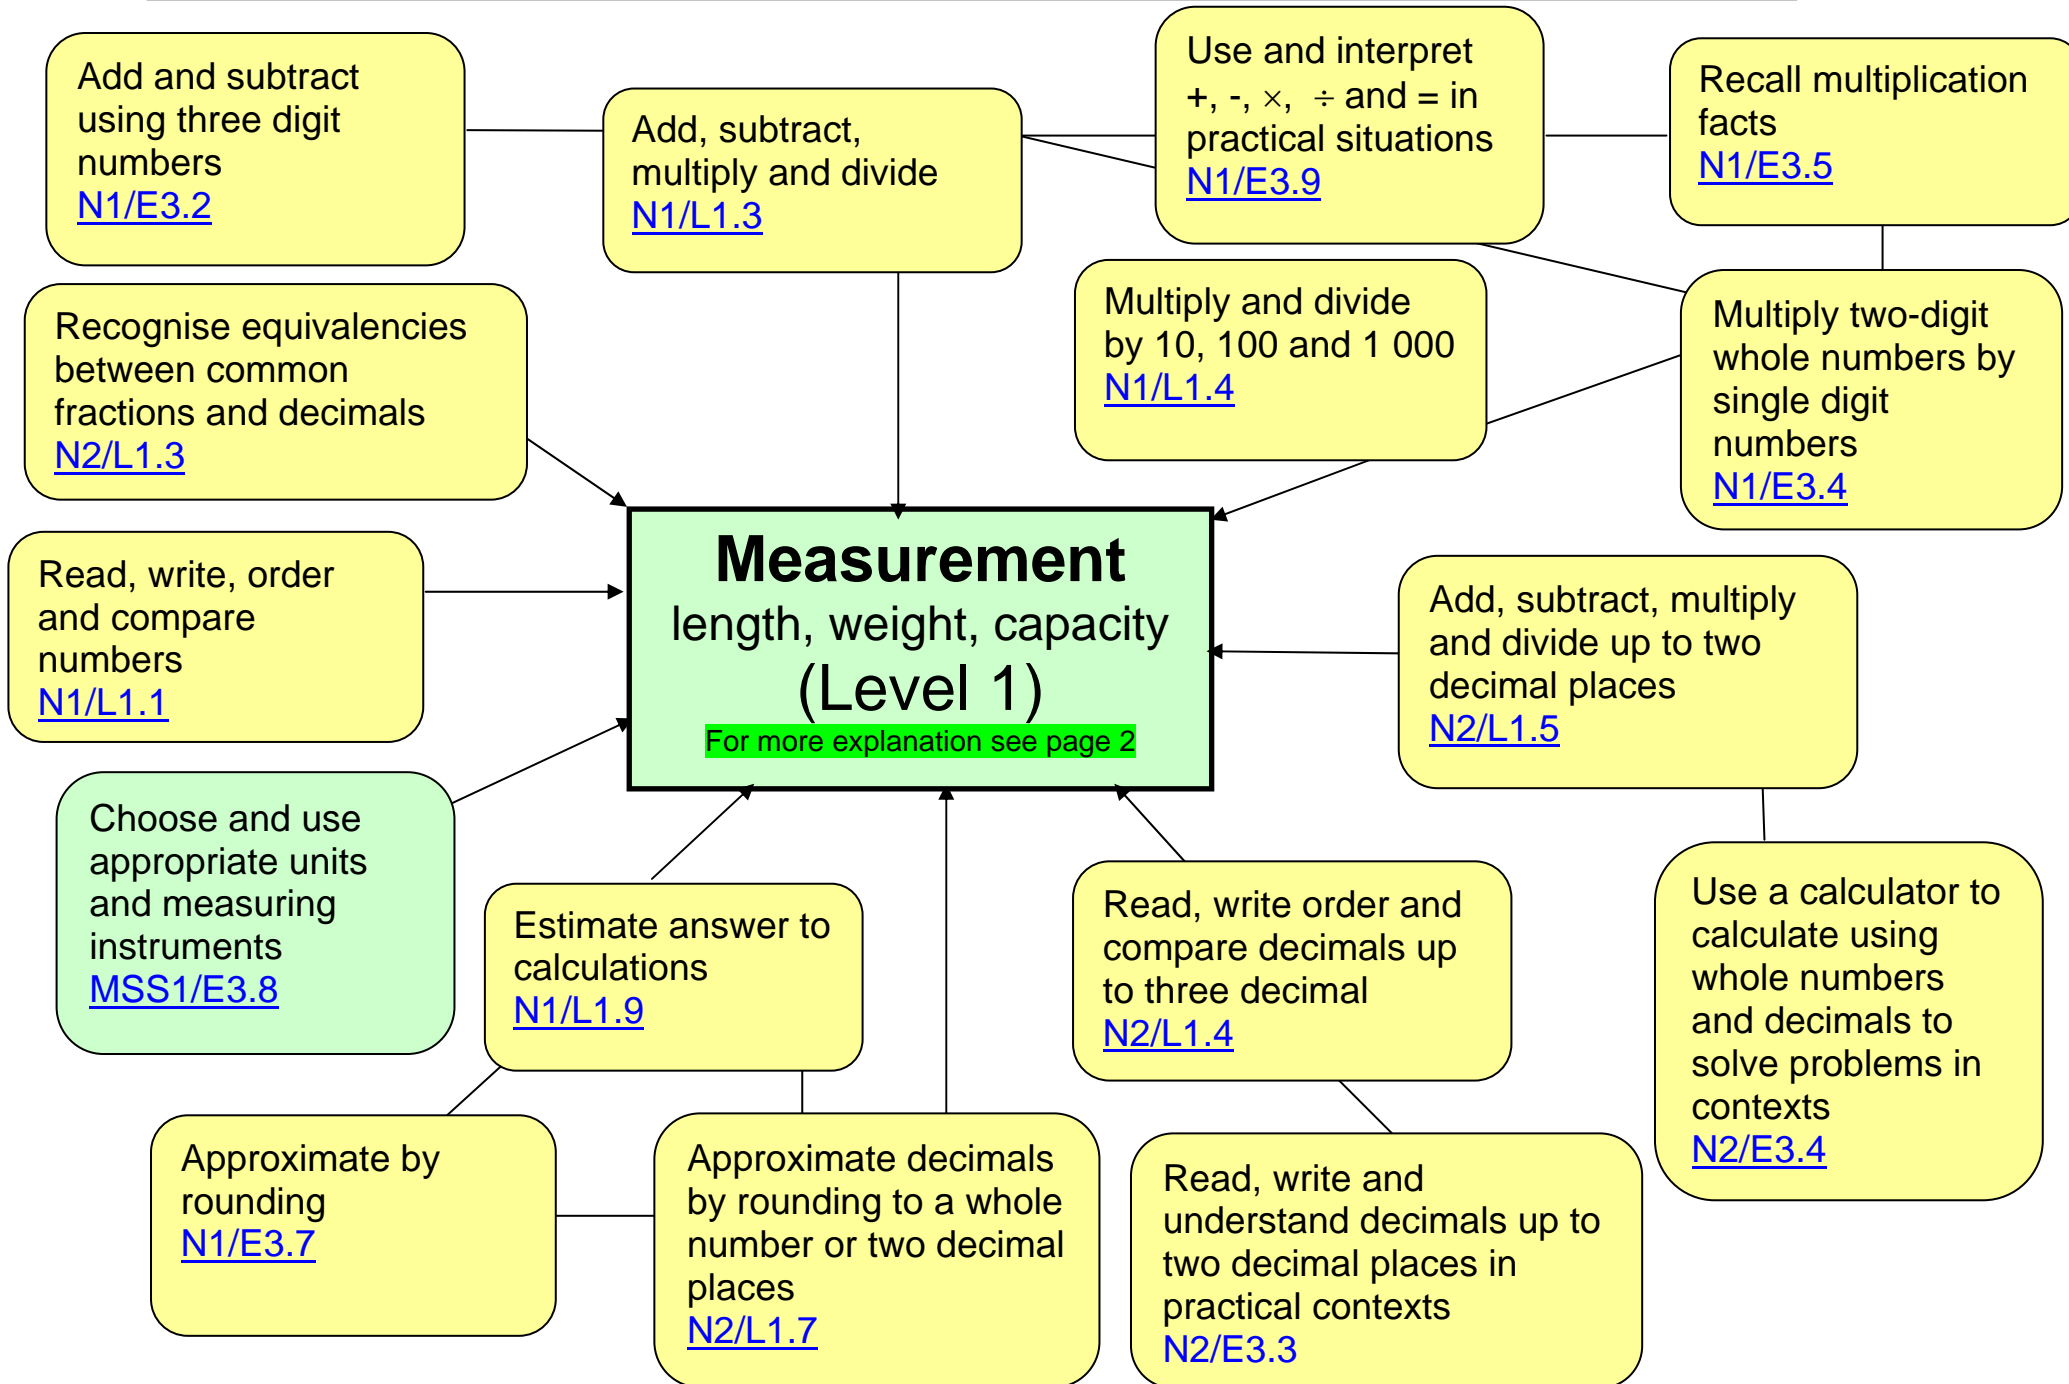 Add and subtract
using three digit
numbers
N1/E3.2
Add, subtract,
multiply and divide
N1/L1.3
Use and interpret
+, -, ×, ÷ and = in
practical situations
N1/E3.9
Recall multiplication
facts
N1/E3.5
Recognise equivalencies
between common
fractions and decimals
N2/L1.3
Multiply and divide
by 10, 100 and 1 000
N1/L1.4
Multiply two-digit
whole numbers by
single digit
numbers
N1/E3.4
Read, write, order
and compare
numbers
N1/L1.1
Measurement
length, weight, capacity
(Level 1)
For more explanation see page 2
Add, subtract, multiply
and divide up to two
decimal places
N2/L1.5
Choose and use
appropriate units
and measuring
instruments
MSS1/E3.8
Estimate answer to
calculations
N1/L1.9
Read, write order and
compare decimals up
to three decimal
N2/L1.4
Use a calculator to
calculate using
whole numbers
and decimals to
solve problems in
contexts
N2/E3.4
Approximate by
rounding
N1/E3.7
Approximate decimals
by rounding to a whole
number or two decimal
places
N2/L1.7
Read, write and
understand decimals up to
two decimal places in
practical contexts
N2/E3.3